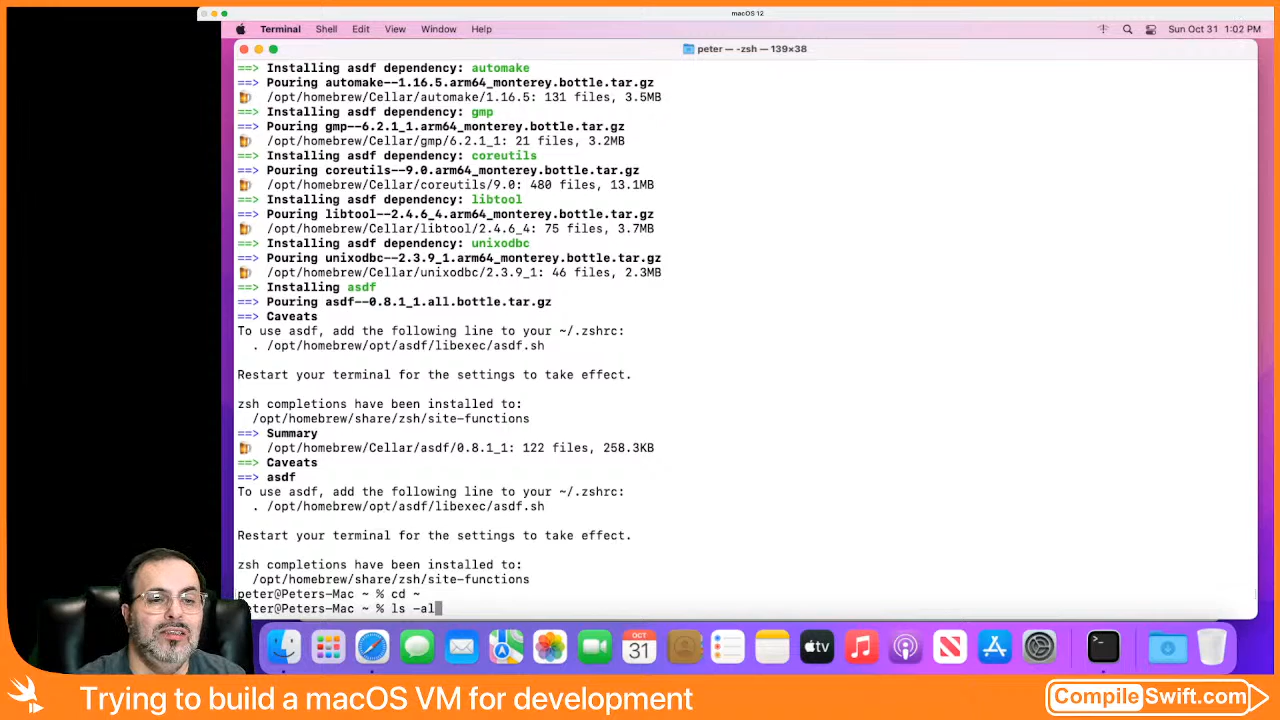 macOS 12
Terminal Shell Edit View Window Help Sun Oct 31 1:02 PM
peter — -zsh — 139×38
==> Installing asdf dependency: automake
==> Pouring automake--1.16.5.arm64_monterey.bottle.tar.gz
/opt/homebrew/Cellar/automake/1.16.5: 131 files, 3.5MB
==> Installing asdf dependency: gmp
==> Pouring gmp--6.2.1_1.arm64_monterey.bottle.tar.gz
/opt/homebrew/Cellar/gmp/6.2.1_1: 21 files, 3.2MB
==> Installing asdf dependency: coreutils
==> Pouring coreutils--9.0.arm64_monterey.bottle.tar.gz
/opt/homebrew/Cellar/coreutils/9.0: 480 files, 13.1MB
==> Installing asdf dependency: libtool
==> Pouring libtool--2.4.6_4.arm64_monterey.bottle.tar.gz
/opt/homebrew/Cellar/libtool/2.4.6_4: 75 files, 3.7MB
==> Installing asdf dependency: unixodbc
==> Pouring unixodbc--2.3.9_1.arm64_monterey.bottle.tar.gz
/opt/homebrew/Cellar/unixodbc/2.3.9_1: 46 files, 2.3MB
==> Installing asdf
==> Pouring asdf--0.8.1_1.all.bottle.tar.gz
==> Caveats
To use asdf, add the following line to your ~/.zshrc:
. /opt/homebrew/opt/asdf/libexec/asdf.sh
Restart your terminal for the settings to take effect.
zsh completions have been installed to:
/opt/homebrew/share/zsh/site-functions
==> Summary
/opt/homebrew/Cellar/asdf/0.8.1_1: 122 files, 258.3KB
==> Caveats
==> asdf
To use asdf, add the following line to your ~/.zshrc:
. /opt/homebrew/opt/asdf/libexec/asdf.sh
Restart your terminal for the settings to take effect.
zsh completions have been installed to:
/opt/homebrew/share/zsh/site-functions
peter@Peters-Mac ~ % cd ~
peter@Peters-Mac ~ % ls -al
OCT
31
tv
>_
Trying to build a macOS VM for development
CompileSwift.com